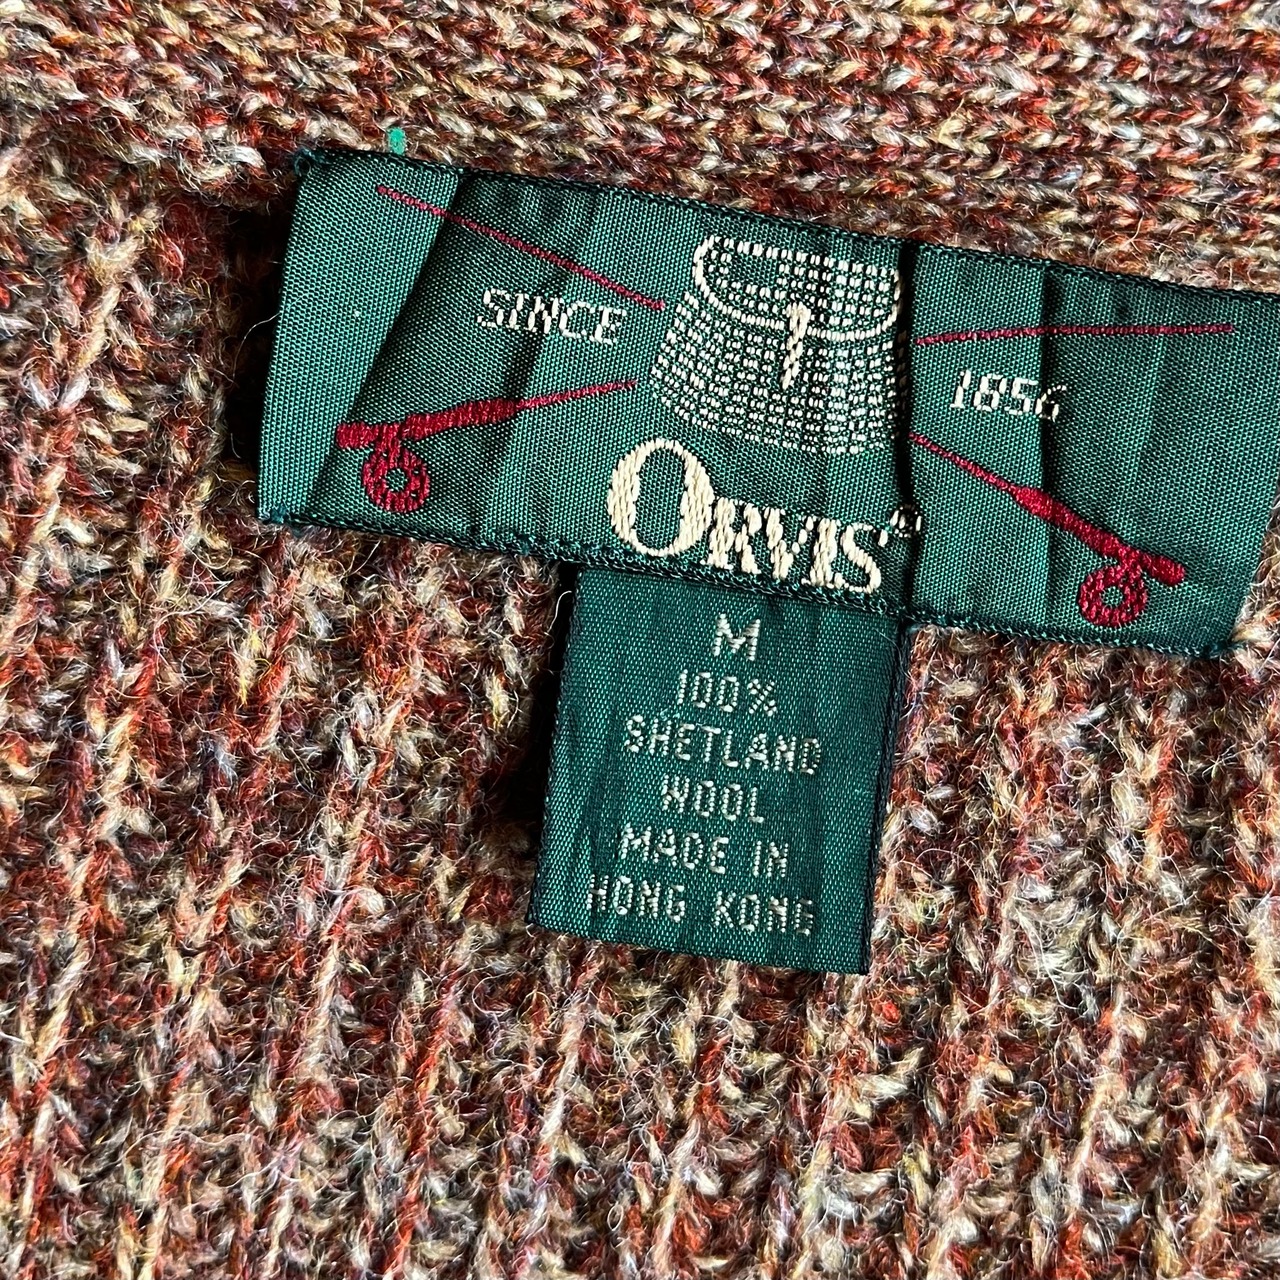 SINCE 1856
ORVIS®
M
100%
SHETLAND
WOOL
MADE IN
HONG KONG